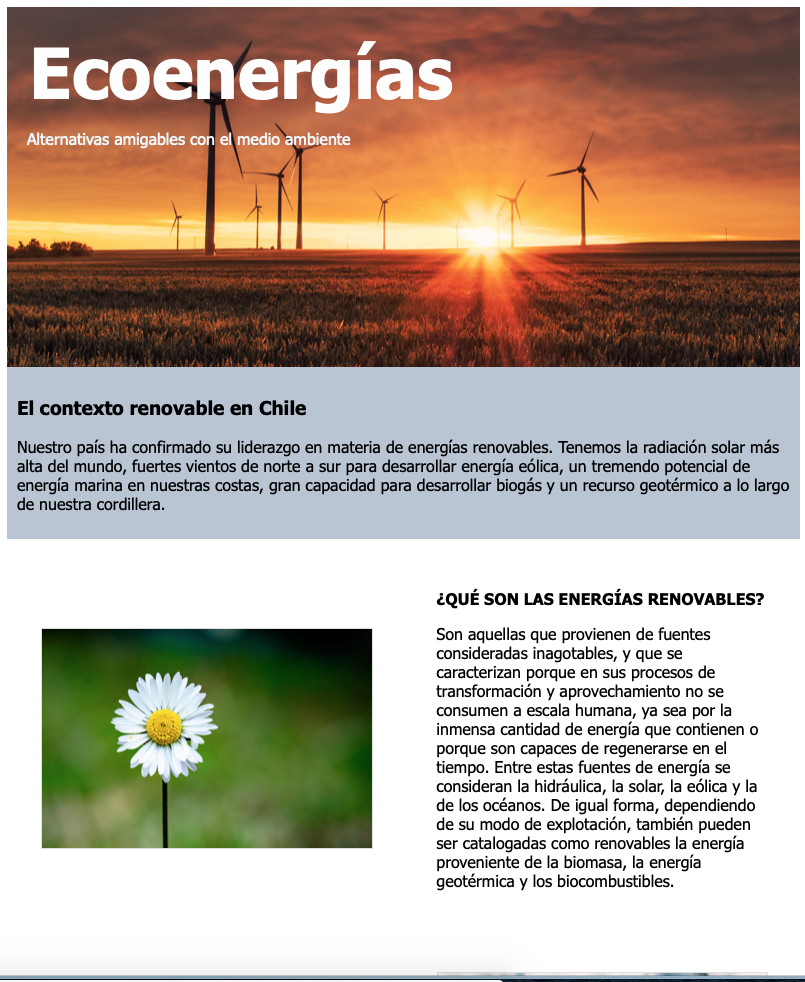 Ecoenergías
Alternativas amigables con el medio ambiente
El contexto renovable en Chile
Nuestro país ha confirmado su liderazgo en materia de energías renovables. Tenemos la radiación solar más
alta del mundo, fuertes vientos de norte a sur para desarrollar energía eólica, un tremendo potencial de
energía marina en nuestras costas, gran capacidad para desarrollar biogás y un recurso geotérmico a lo largo
de nuestra cordillera.
¿QUÉ SON LAS ENERGÍAS RENOVABLES?
Son aquellas que provienen de fuentes
consideradas inagotables, y que se
caracterizan porque en sus procesos de
transformación y aprovechamiento no se
consumen a escala humana, ya sea por la
inmensa cantidad de energía que contienen o
porque son capaces de regenerarse en el
tiempo. Entre estas fuentes de energía se
consideran la hidráulica, la solar, la eólica y la
de los océanos. De igual forma, dependiendo
de su modo de explotación, también pueden
ser catalogadas como renovables la energía
proveniente de la biomasa, la energía
geotérmica y los biocombustibles.